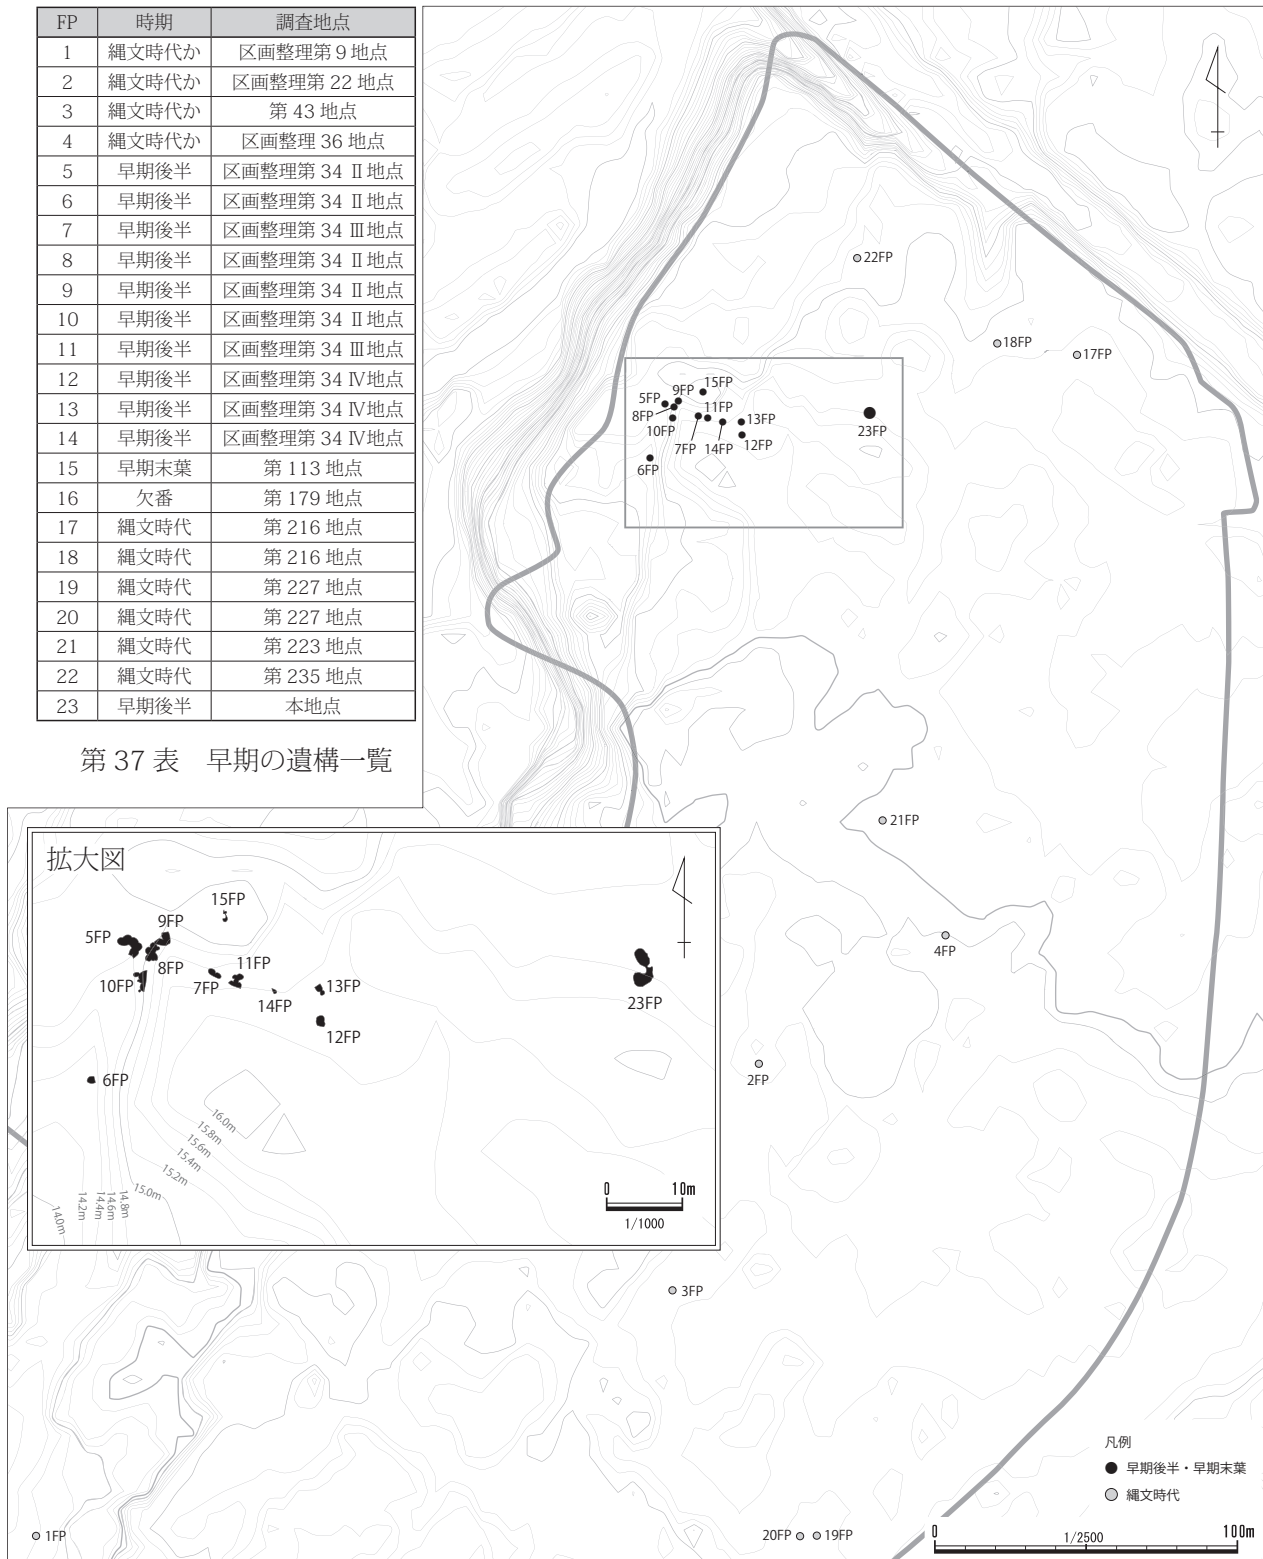 FP 時期 調査地点
1 縄文時代か 区画整理第 9 地点
2 縄文時代か 区画整理第 22 地点
3 縄文時代か 第 43 地点
4 縄文時代か 区画整理 36 地点
5 早期後半 区画整理第 34 Ⅱ地点
6 早期後半 区画整理第 34 Ⅱ地点
7 早期後半 区画整理第 34 Ⅲ地点
8 早期後半 区画整理第 34 Ⅱ地点
9 早期後半 区画整理第 34 Ⅱ地点
10 早期後半 区画整理第 34 Ⅱ地点
11 早期後半 区画整理第 34 Ⅲ地点
12 早期後半 区画整理第 34 Ⅳ地点
13 早期後半 区画整理第 34 Ⅳ地点
14 早期後半 区画整理第 34 Ⅳ地点
15 早期末葉 第 113 地点
16 欠番 第 179 地点
17 縄文時代 第 216 地点
18 縄文時代 第 216 地点
19 縄文時代 第 227 地点
20 縄文時代 第 227 地点
21 縄文時代 第 223 地点
22 縄文時代 第 235 地点
23 早期後半 本地点
第 37 表 早期の遺構一覧
22FP
18FP
17FP
15FP
9FP
5FP
8FP
11FP
10FP
13FP
7FP
14FP
12FP
23FP
6FP
21FP
4FP
2FP
3FP
1FP
20FP
19FP
拡大図
15FP
9FP
5FP
8FP
11FP
10FP
7FP
14FP
13FP
23FP
12FP
6FP
16.0m
15.8m
15.6m
15.4m
15.2m
15.0m
14.8m
14.6m
14.4m
14.2m
14.0m
0 10m
1/1000
凡例
早期後半・早期末葉
縄文時代
0 100m
1/2500